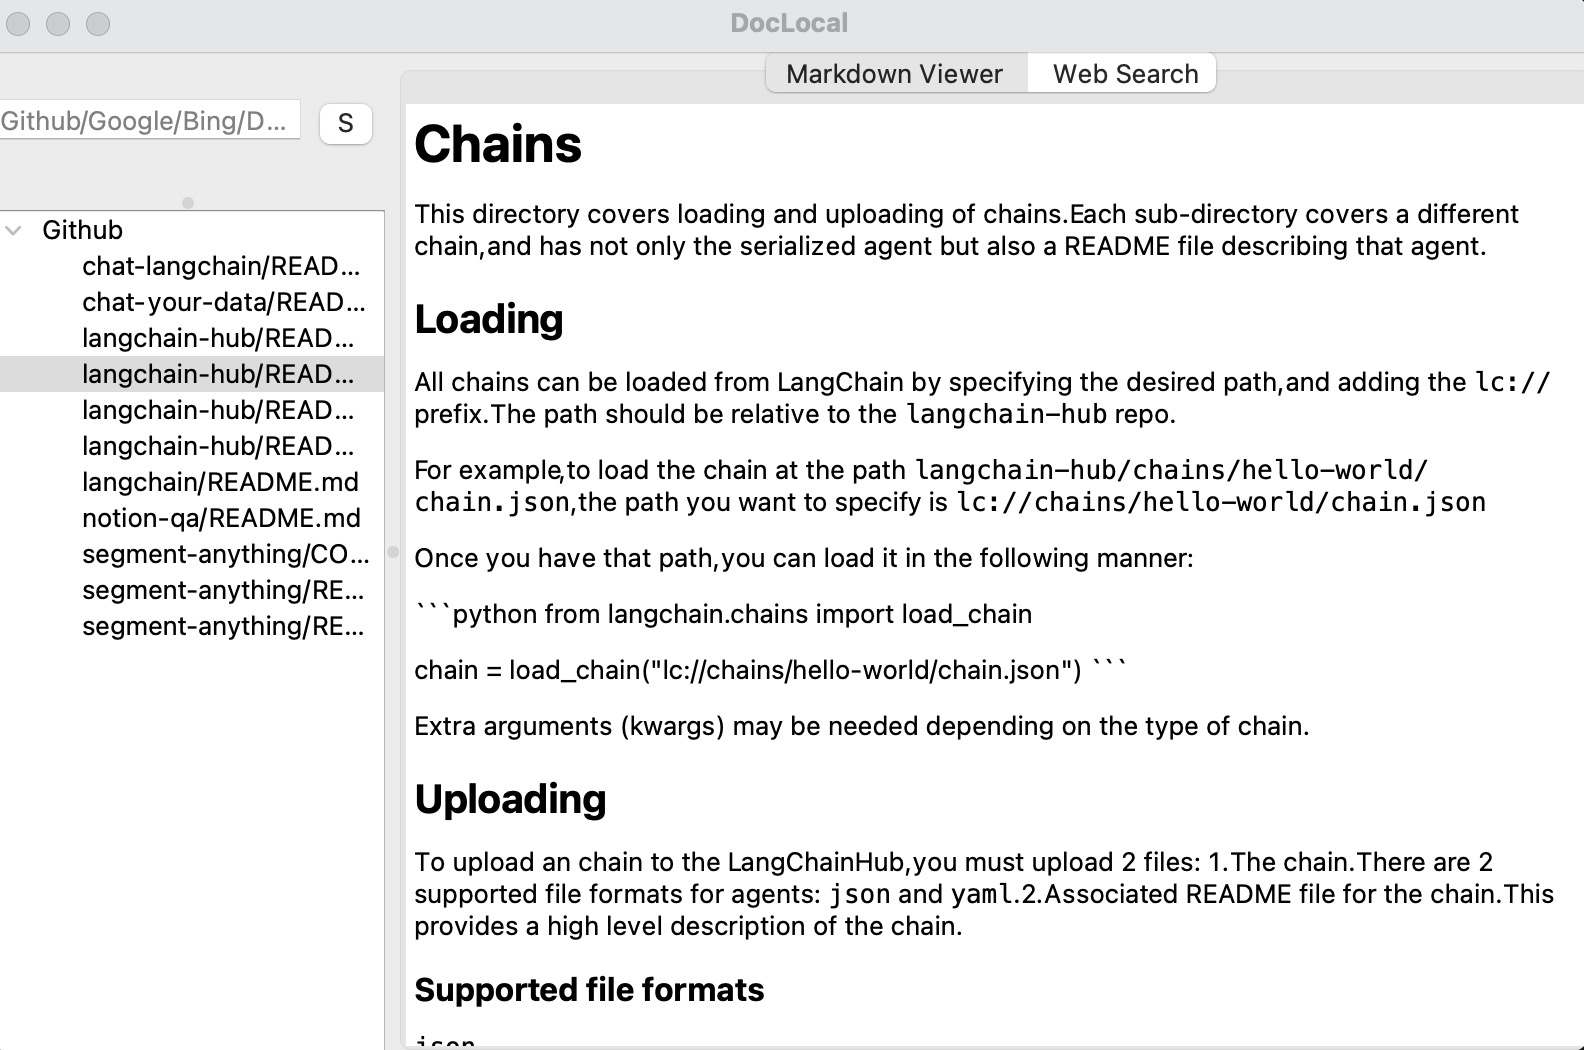 DocLocal
Markdown Viewer
Web Search
Github/Google/Bing/D...
S
Github
chat-langchain/READ...
chat-your-data/READ...
langchain-hub/READ...
langchain-hub/READ...
langchain-hub/READ...
langchain-hub/READ...
langchain/README.md
notion-qa/README.md
segment-anything/CO...
segment-anything/RE...
segment-anything/RE...
Chains
This directory covers loading and uploading of chains.Each sub-directory covers a different
chain,and has not only the serialized agent but also a README file describing that agent.
Loading
All chains can be loaded from LangChain by specifying the desired path,and adding the lc://
prefix.The path should be relative to the langchain-hub repo.
For example,to load the chain at the path langchain-hub/chains/hello-world/
chain.json,the path you want to specify is lc://chains/hello-world/chain.json
Once you have that path,you can load it in the following manner:
```python from langchain.chains import load_chain
chain = load_chain("lc://chains/hello-world/chain.json") ```
Extra arguments (kwargs) may be needed depending on the type of chain.
Uploading
To upload an chain to the LangChainHub,you must upload 2 files: 1.The chain.There are 2
supported file formats for agents: json and yaml.2.Associated README file for the chain.This
provides a high level description of the chain.
Supported file formats
json